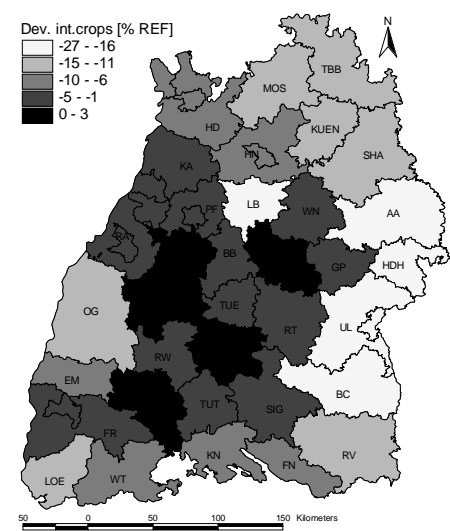 Dev. int.crops [% REF]
-27 - -16
-15 - -11
-10 - -6
-5 - -1
0 - 3
N
TBB
MOS
HD
KUEN
HN
SHA
KA
LB
WN
AA
PF
RA
BB
GP
HDH
OG
TUE
RT
UL
RW
EM
BC
TUT
SIG
FR
KN
FN
RV
LOE
WT
50 0 50 100 150 Kilometers